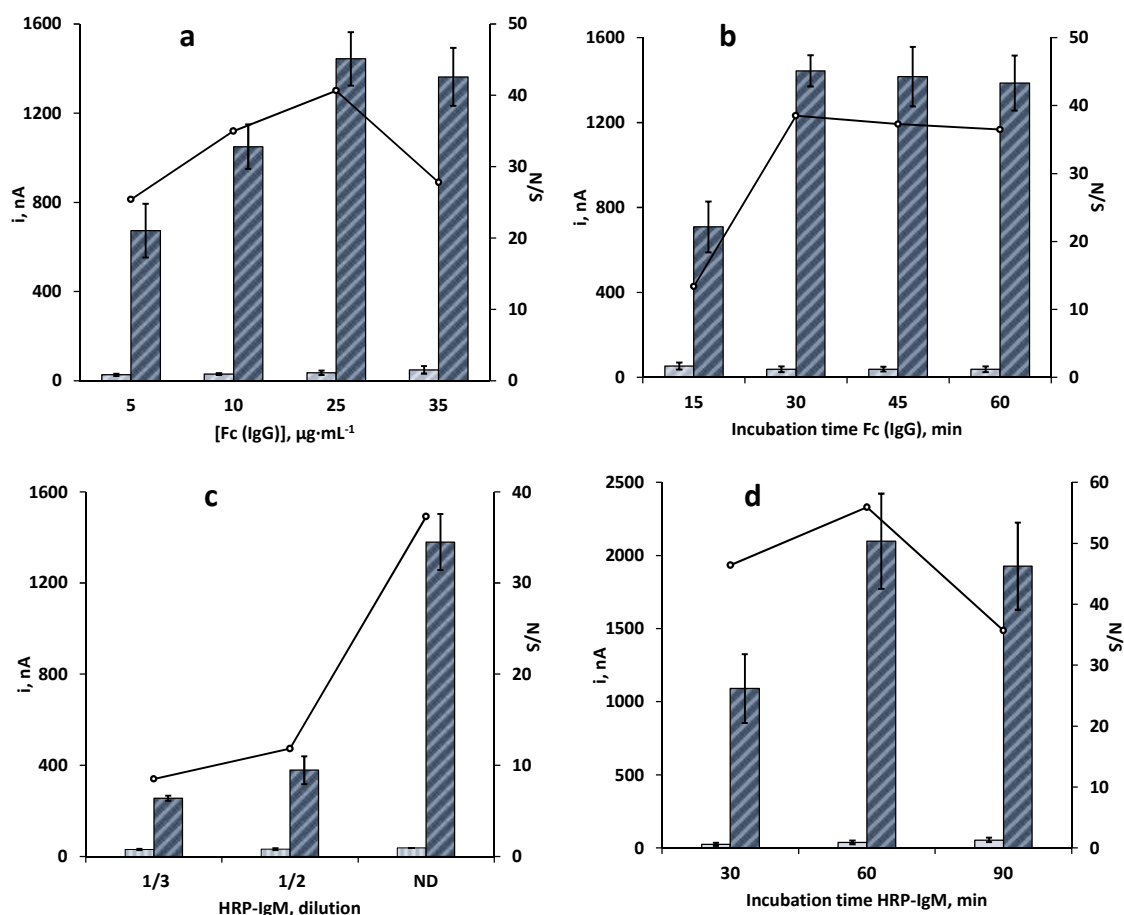 a
1600
1200
800
400
0
i, nA
50
40
30
20
10
0
S/N
5 10 25 35
[Fc (IgG)], µg·mL⁻¹
b
1600
1200
800
400
0
i, nA
50
40
30
20
10
0
S/N
15 30 45 60
Incubation time Fc (IgG), min
c
1600
1200
800
400
0
i, nA
40
30
20
10
0
S/N
1/3 1/2 ND
HRP-IgM, dilution
d
2500
2000
1500
1000
500
0
i, nA
60
50
40
30
20
10
0
S/N
30 60 90
Incubation time HRP-IgM, min